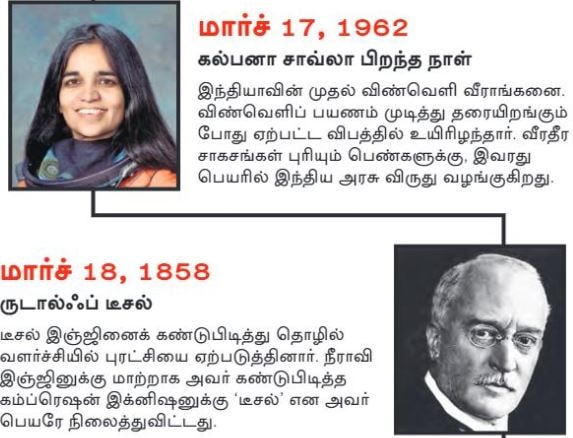 மார்ச் 17, 1962
கல்பனா சாவ்லா பிறந்த நாள்
இந்தியாவின் முதல் விண்வெளி வீராங்கனை.
விண்வெளிப் பயணம் முடித்து தரையிறங்கும்
போது ஏற்பட்ட விபத்தில் உயிரிழந்தார். வீரதீர
சாகசங்கள் புரியும் பெண்களுக்கு, இவரது
பெயரில் இந்திய அரசு விருது வழங்குகிறது.
மார்ச் 18, 1858
ருடால்ஃப் டீசல்
டீசல் இஞ்ஜினைக் கண்டுபிடித்து தொழில்
வளர்ச்சியில் புரட்சியை ஏற்படுத்தினார். நீராவி
இஞ்ஜினுக்கு மாற்றாக அவர் கண்டுபிடித்த
கம்ப்ரெஷன் இக்னிஷனுக்கு ‘டீசல்’ என அவர்
பெயரே நிலைத்துவிட்டது.